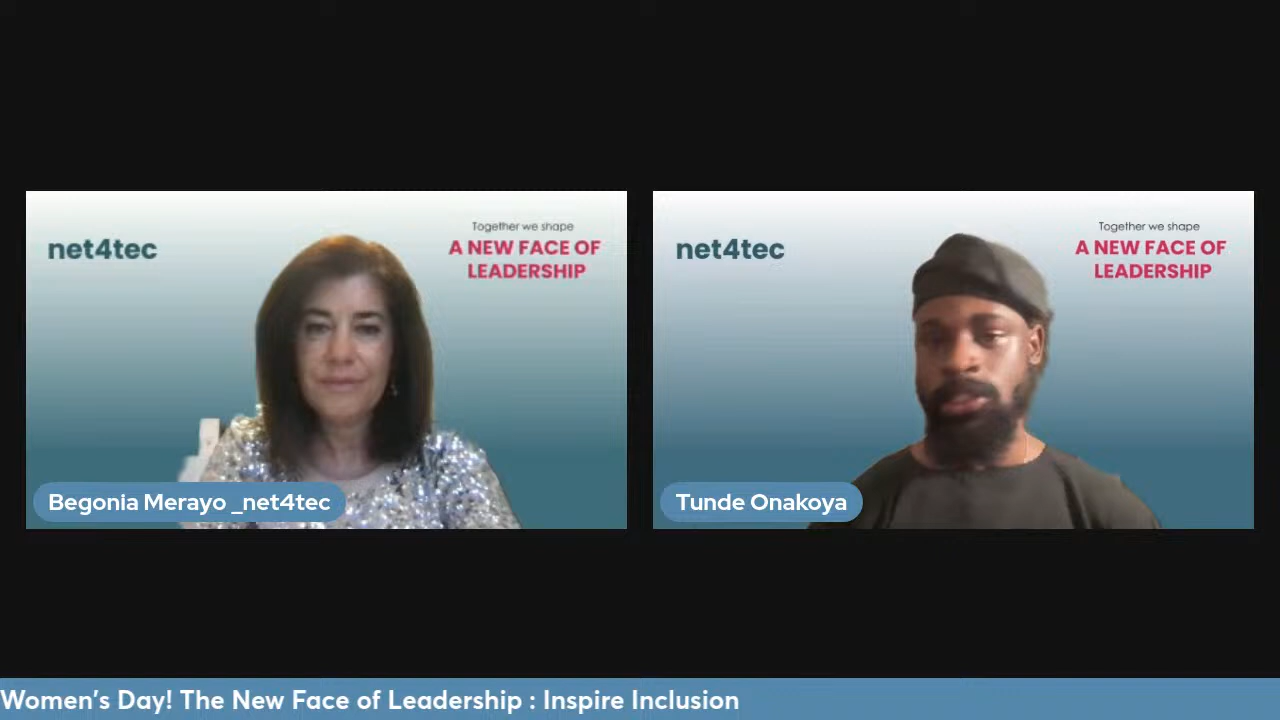 net4tec
Together we shape
A NEW FACE OF
LEADERSHIP
Begonia Merayo _net4tec
net4tec
Together we shape
A NEW FACE OF
LEADERSHIP
Tunde Onakoya
Women's Day! The New Face of Leadership : Inspire Inclusion